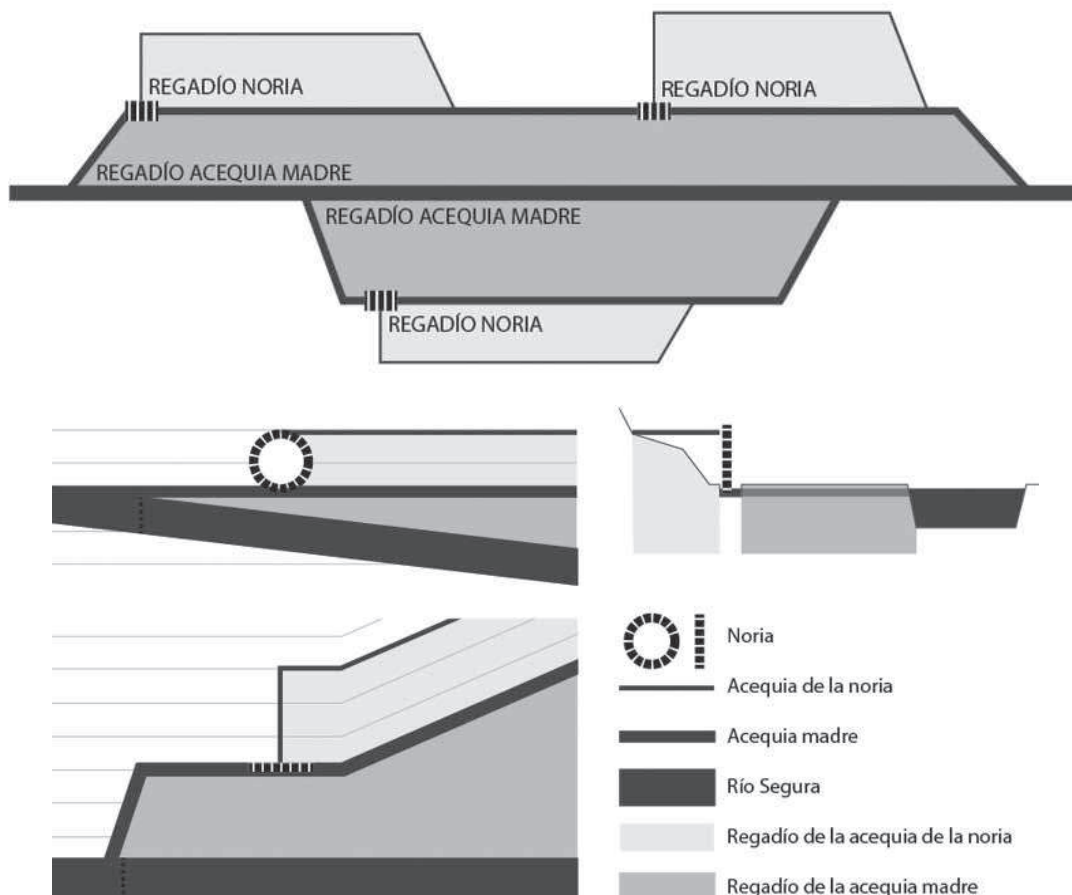 REGADÍO NORIA
REGADÍO NORIA
REGADÍO ACEQUIA MADRE
REGADÍO ACEQUIA MADRE
REGADÍO NORIA
Noria
Acequia de la noria
Acequia madre
Río Segura
Regadío de la acequia de la noria
Regadío de la acequia madre